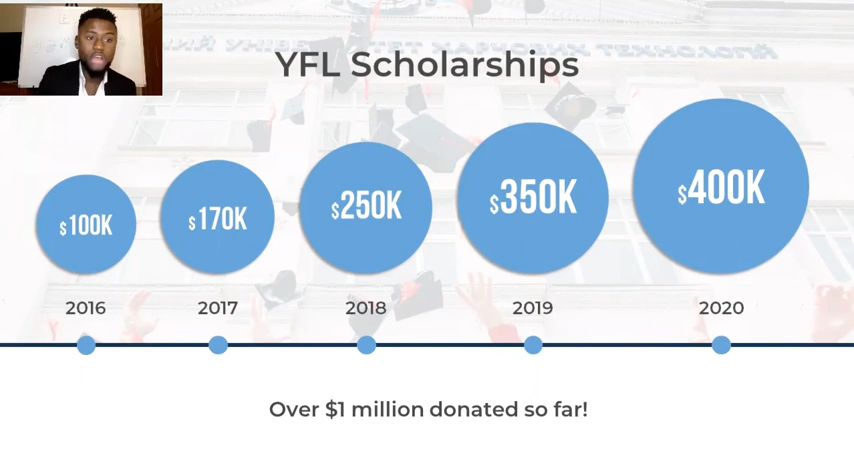 YFL Scholarships
$100K
$170K
$250K
$350K
$400K
2016
2017
2018
2019
2020
Over $1 million donated so far!